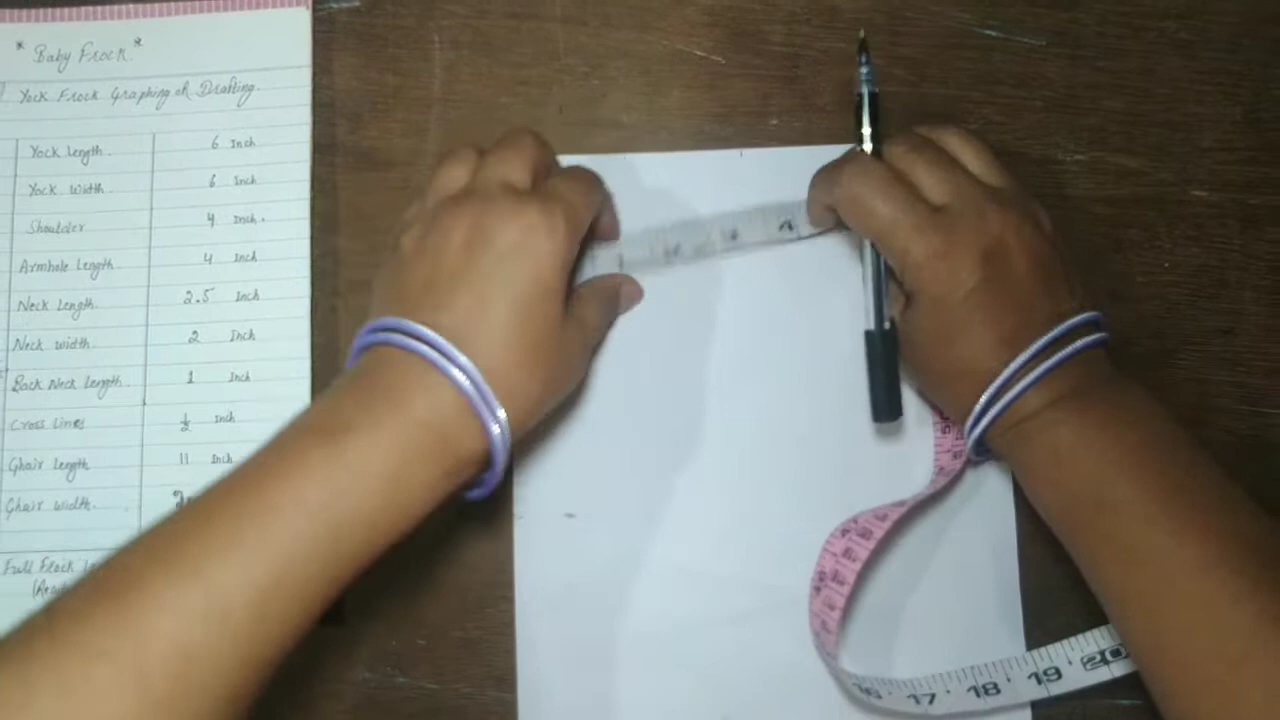 * Baby Frock *
Yock Frock Graphing or Drafting.
Yock Length. 6 Inch
Yock Width. 6 Inch
Shoulder 4 Inch.
Armhole Length 4 Inch
Neck Length. 2.5 Inch
Neck Width. 2 Inch
Back Neck Length. 1 Inch
Cross Lines 1/2 Inch
Ghair Length 11 Inch
Ghair Width.
Full Frock
17 18 19 20